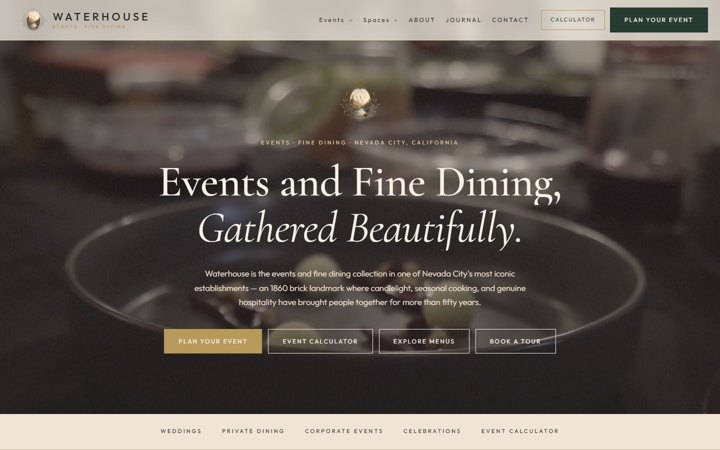 WATERHOUSE
EVENTS · FINE DINING
Events
Spaces
ABOUT
JOURNAL
CONTACT
CALCULATOR
PLAN YOUR EVENT
EVENTS · FINE DINING · NEVADA CITY, CALIFORNIA
Events and Fine Dining,
Gathered Beautifully.
Waterhouse is the events and fine dining collection in one of Nevada City's most iconic
establishments — an 1860 brick landmark where candlelight, seasonal cooking, and genuine
hospitality have brought people together for more than fifty years.
PLAN YOUR EVENT
EVENT CALCULATOR
EXPLORE MENUS
BOOK A TOUR
WEDDINGS
PRIVATE DINING
CORPORATE EVENTS
CELEBRATIONS
EVENT CALCULATOR